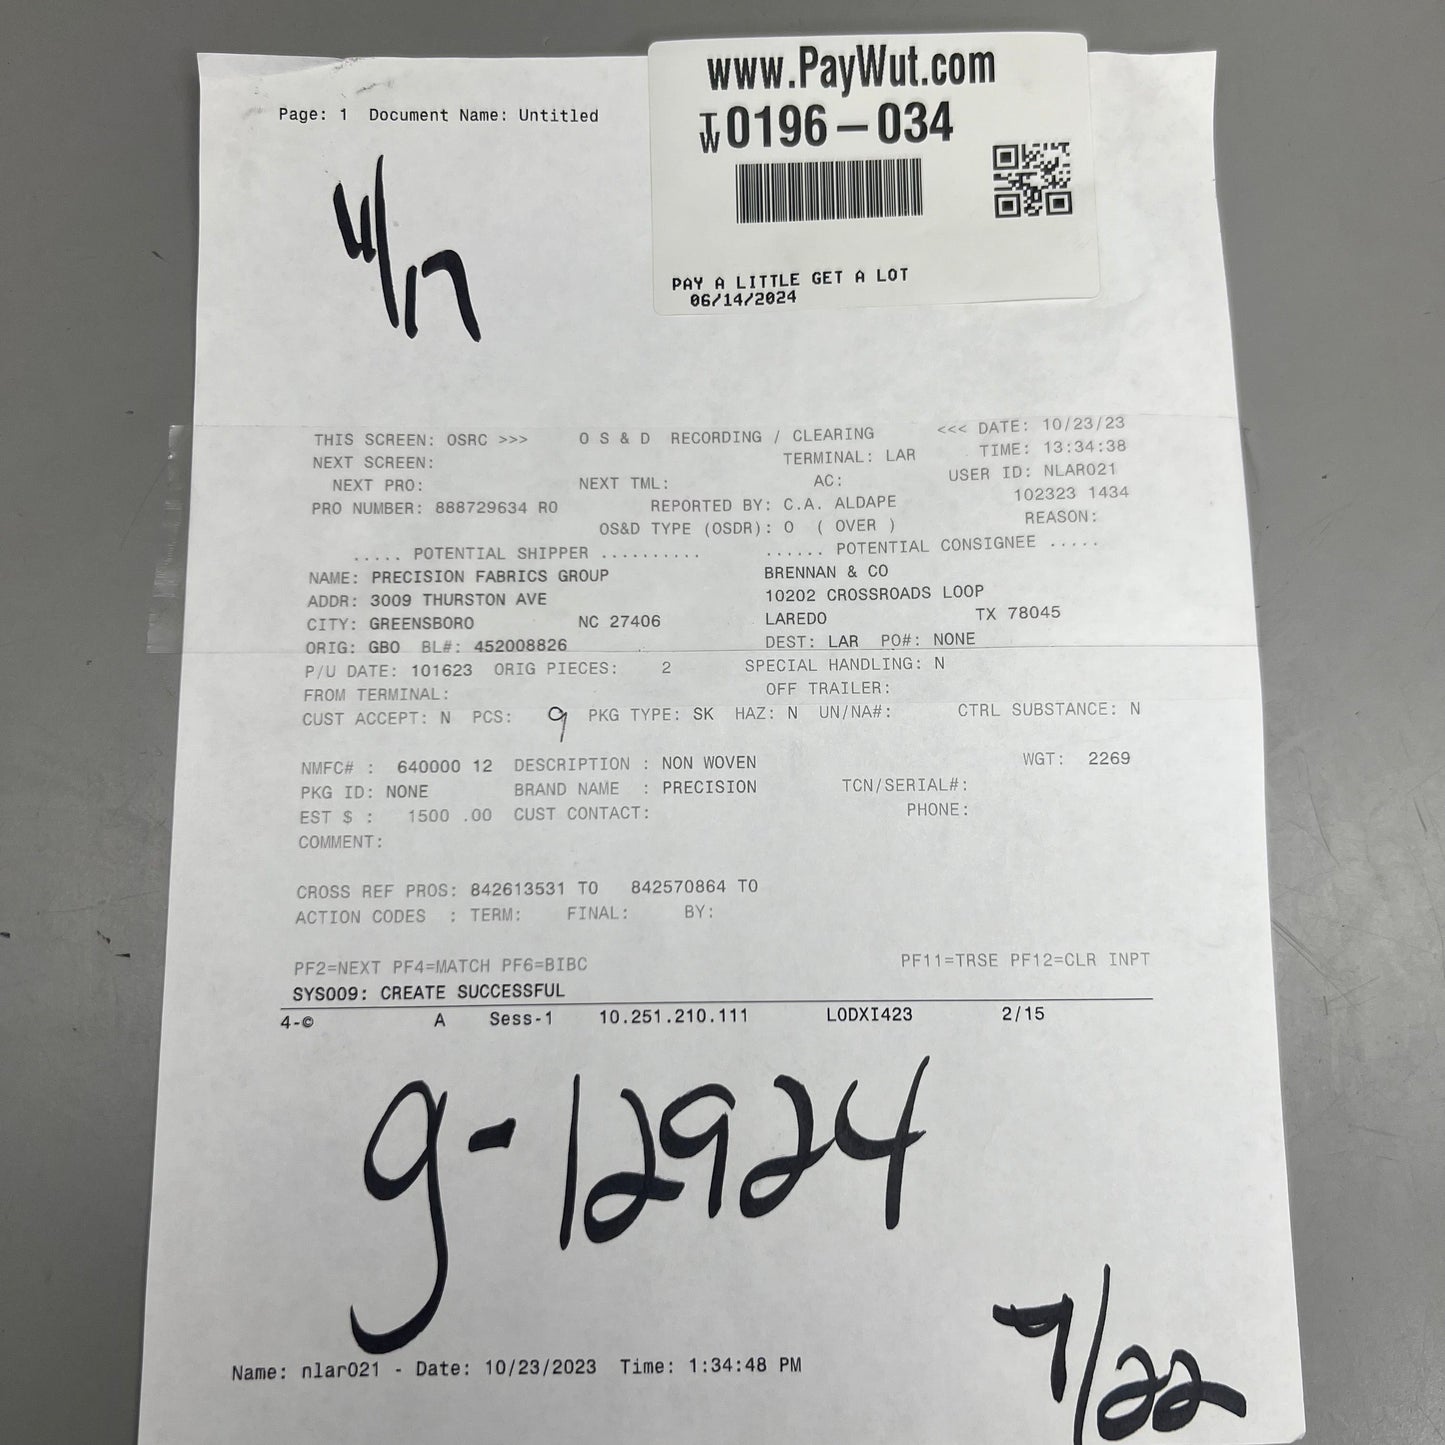 www.PayWut.com
TW 0196-034
PAY A LITTLE GET A LOT
06/14/2024
Page: 1 Document Name: Untitled
THIS SCREEN: OSRC >>> O S & D RECORDING / CLEARING <<< DATE: 10/23/23
NEXT SCREEN: TERMINAL: LAR TIME: 13:34:38
NEXT PRO: NEXT TML: AC: USER ID: NLAR021
PRO NUMBER: 888729634 RO REPORTED BY: C.A. ALDAPE 102323 1434
OS&D TYPE (OSDR): O ( OVER ) REASON:
..... POTENTIAL SHIPPER .......... ...... POTENTIAL CONSIGNEE .....
NAME: PRECISION FABRICS GROUP BRENNAN & CO
ADDR: 3009 THURSTON AVE 10202 CROSSROADS LOOP
CITY: GREENSBORO NC 27406 LAREDO TX 78045
ORIG: GBO BL#: 452008826 DEST: LAR PO#: NONE
P/U DATE: 101623 ORIG PIECES: 2 SPECIAL HANDLING: N
FROM TERMINAL: OFF TRAILER:
CUST ACCEPT: N PCS: 9 PKG TYPE: SK HAZ: N UN/NA#: CTRL SUBSTANCE: N
NMFC# : 640000 12 DESCRIPTION : NON WOVEN WGT: 2269
PKG ID: NONE BRAND NAME : PRECISION TCN/SERIAL#:
EST $ : 1500 .00 CUST CONTACT: PHONE:
COMMENT:
CROSS REF PROS: 842613531 TO 842570864 TO
ACTION CODES : TERM: FINAL: BY:
PF2=NEXT PF4=MATCH PF6=BIBC PF11=TRSE PF12=CLR INPT
SYS009: CREATE SUCCESSFUL
4-© A Sess-1 10.251.210.111 LODXI423 2/15
9-12924
Name: nlar021 - Date: 10/23/2023 Time: 1:34:48 PM